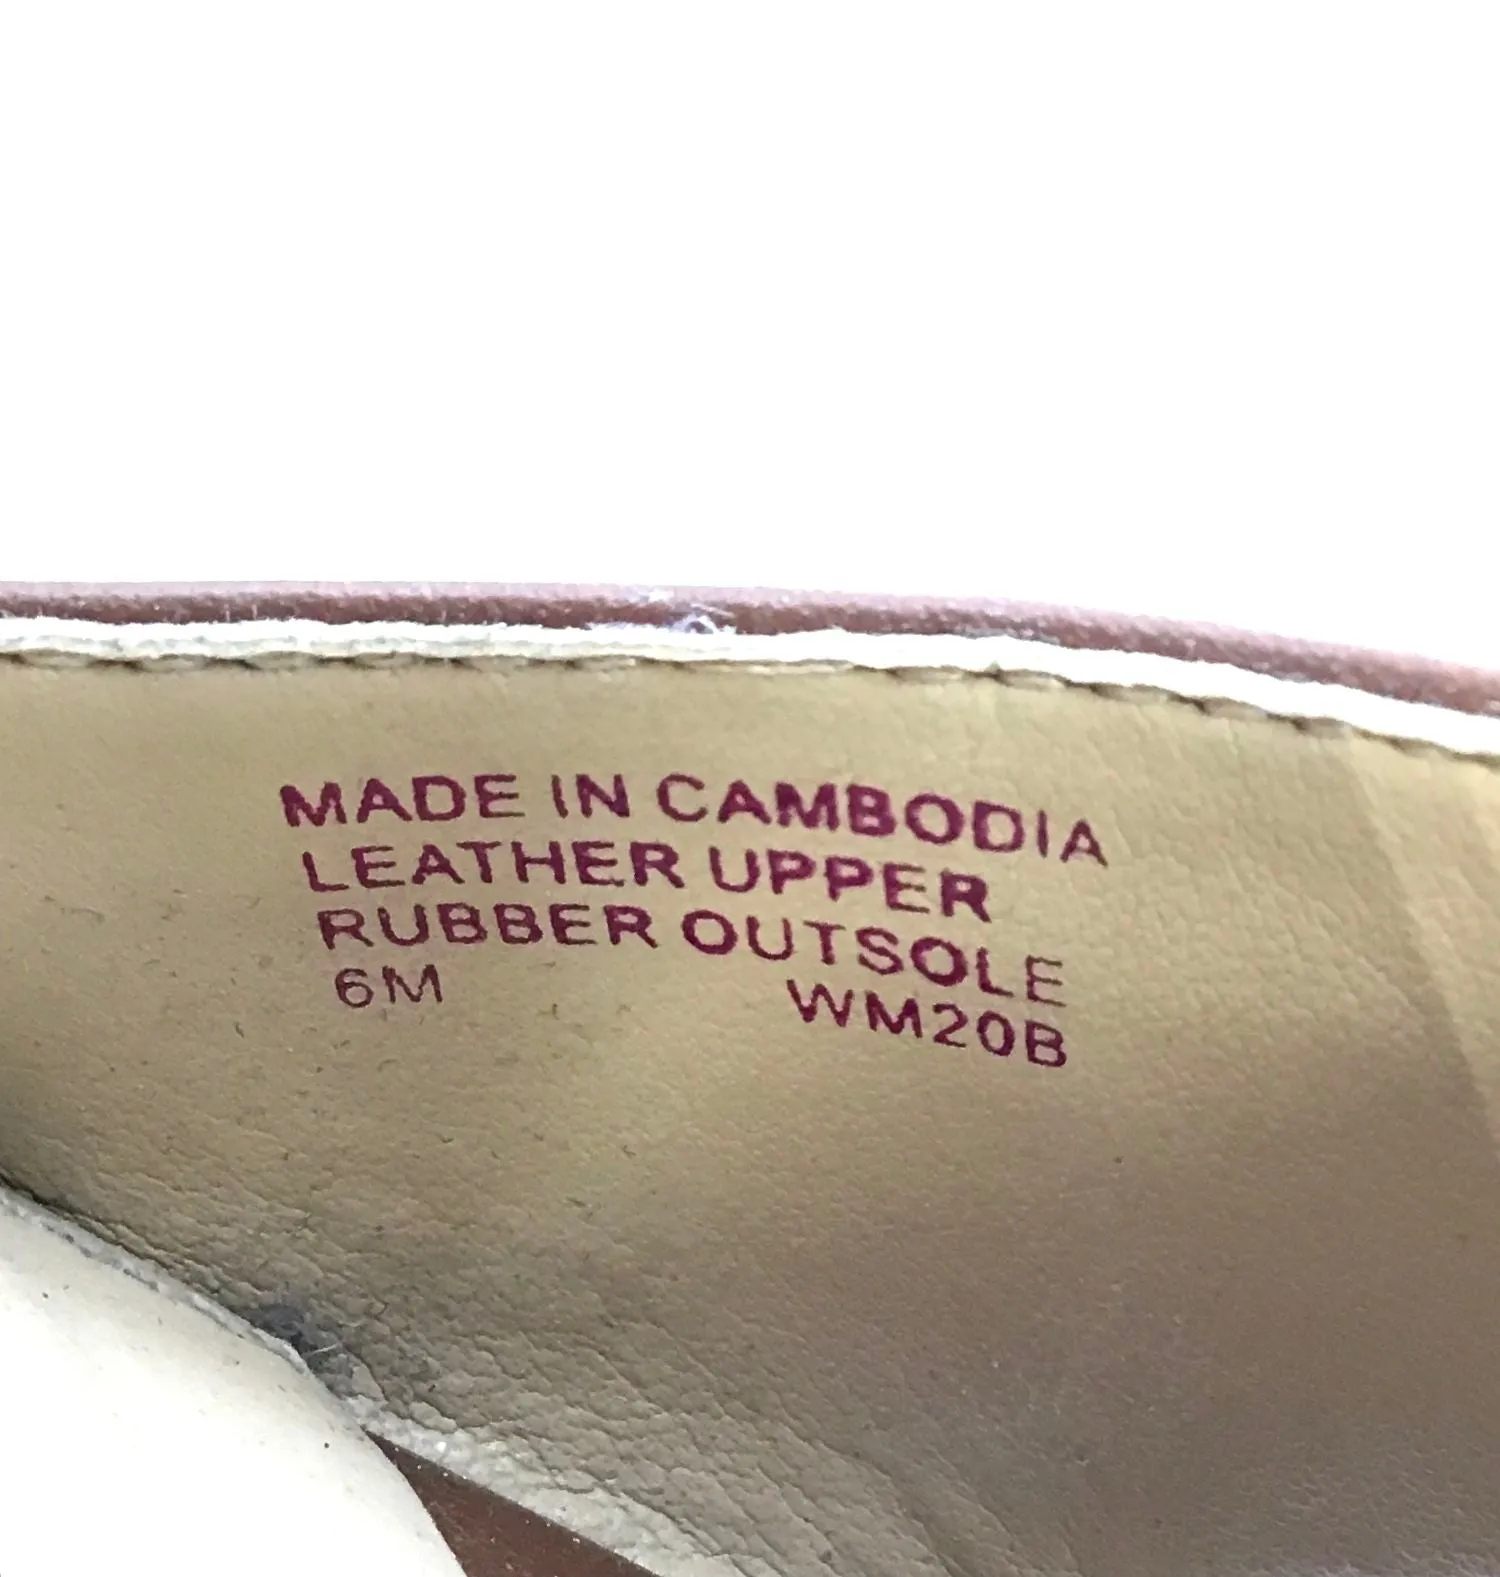 MADE IN CAMBODIA
LEATHER UPPER
RUBBER OUTSOLE
6M WM20B